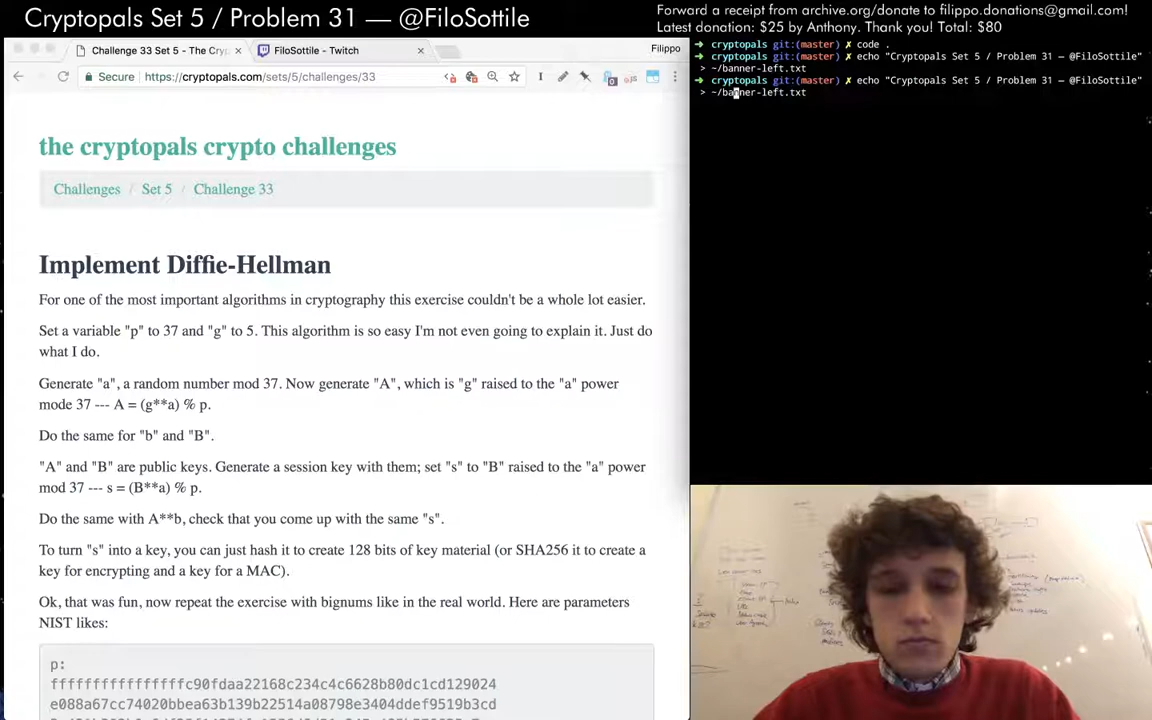 Cryptopals Set 5 / Problem 31 — @FiloSottile
Forward a receipt from archive.org/donate to filippo.donations@gmail.com!
Latest donation: $25 by Anthony. Thank you! Total: $80
Challenge 33 Set 5 - The Cry
FiloSottile - Twitch
Filippo
Secure
https://cryptopals.com/sets/5/challenges/33
the cryptopals crypto challenges
Challenges / Set 5 / Challenge 33
Implement Diffie-Hellman
For one of the most important algorithms in cryptography this exercise couldn't be a whole lot easier.
Set a variable "p" to 37 and "g" to 5. This algorithm is so easy I'm not even going to explain it. Just do
what I do.
Generate "a", a random number mod 37. Now generate "A", which is "g" raised to the "a" power
mode 37 --- A = (g**a) % p.
Do the same for "b" and "B".
"A" and "B" are public keys. Generate a session key with them; set "s" to "B" raised to the "a" power
mod 37 --- s = (B**a) % p.
Do the same with A**b, check that you come up with the same "s".
To turn "s" into a key, you can just hash it to create 128 bits of key material (or SHA256 it to create a
key for encrypting and a key for a MAC).
Ok, that was fun, now repeat the exercise with bignums like in the real world. Here are parameters
NIST likes:
p:
ffffffffffffffffc90fdaa22168c234c4c6628b80dc1cd129024
e088a67cc74020bbea63b139b22514a08798e3404ddef9519b3cd
➜ cryptopals git:(master) ✗ code .
➜ cryptopals git:(master) ✗ echo "Cryptopals Set 5 / Problem 31 — @FiloSottile"
> ~/banner-left.txt
➜ cryptopals git:(master) ✗ echo "Cryptopals Set 5 / Problem 31 — @FiloSottile"
> ~/banner-left.txt